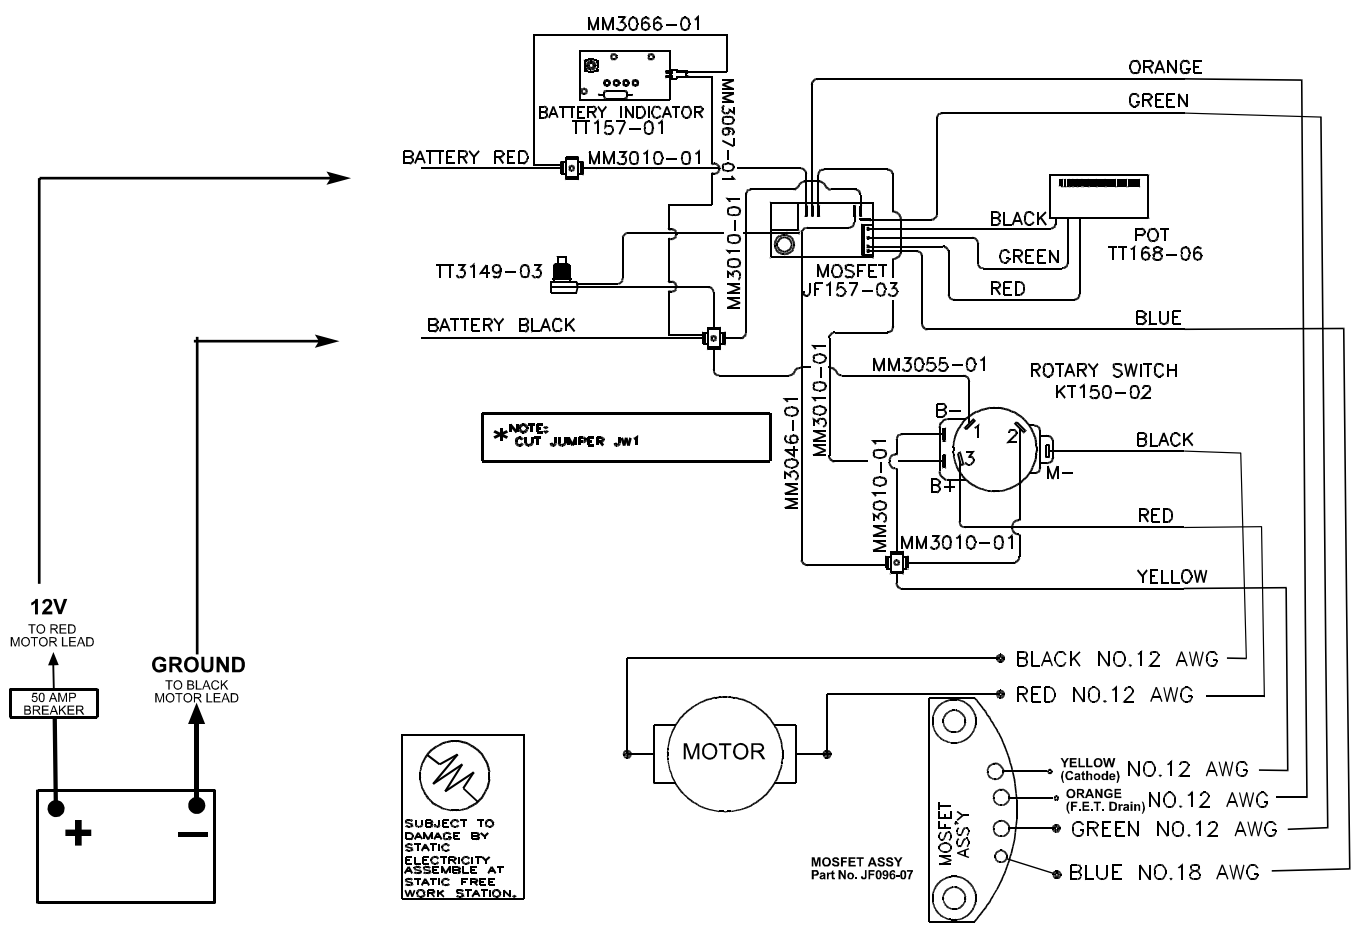 MM3066-01
ORANGE
GREEN
BATTERY INDICATOR
TT157-01
MM3067-01
BATTERY RED
MM3010-01
MM3010-01
BLACK
POT
TT168-06
GREEN
TT3149-03
MOSFET
JF157-03
RED
BATTERY BLACK
BLUE
MM3055-01
ROTARY SWITCH
KT150-02
MM3010-01
MM3046-01
B-
1
2
3
B+
M-
BLACK
*NOTE:
CUT JUMPER JW1
MM3010-01
RED
MM3010-01
YELLOW
12V
TO RED
MOTOR LEAD
50 AMP
BREAKER
GROUND
TO BLACK
MOTOR LEAD
+
−
BLACK NO.12 AWG
RED NO.12 AWG
MOTOR
YELLOW
(Cathode) NO.12 AWG
ORANGE
(F.E.T. Drain) NO.12 AWG
GREEN NO.12 AWG
BLUE NO.18 AWG
MOSFET
ASS'Y
MOSFET ASSY
Part No. JF096-07
SUBJECT TO
DAMAGE BY
STATIC
ELECTRICITY
ASSEMBLE AT
STATIC FREE
WORK STATION.